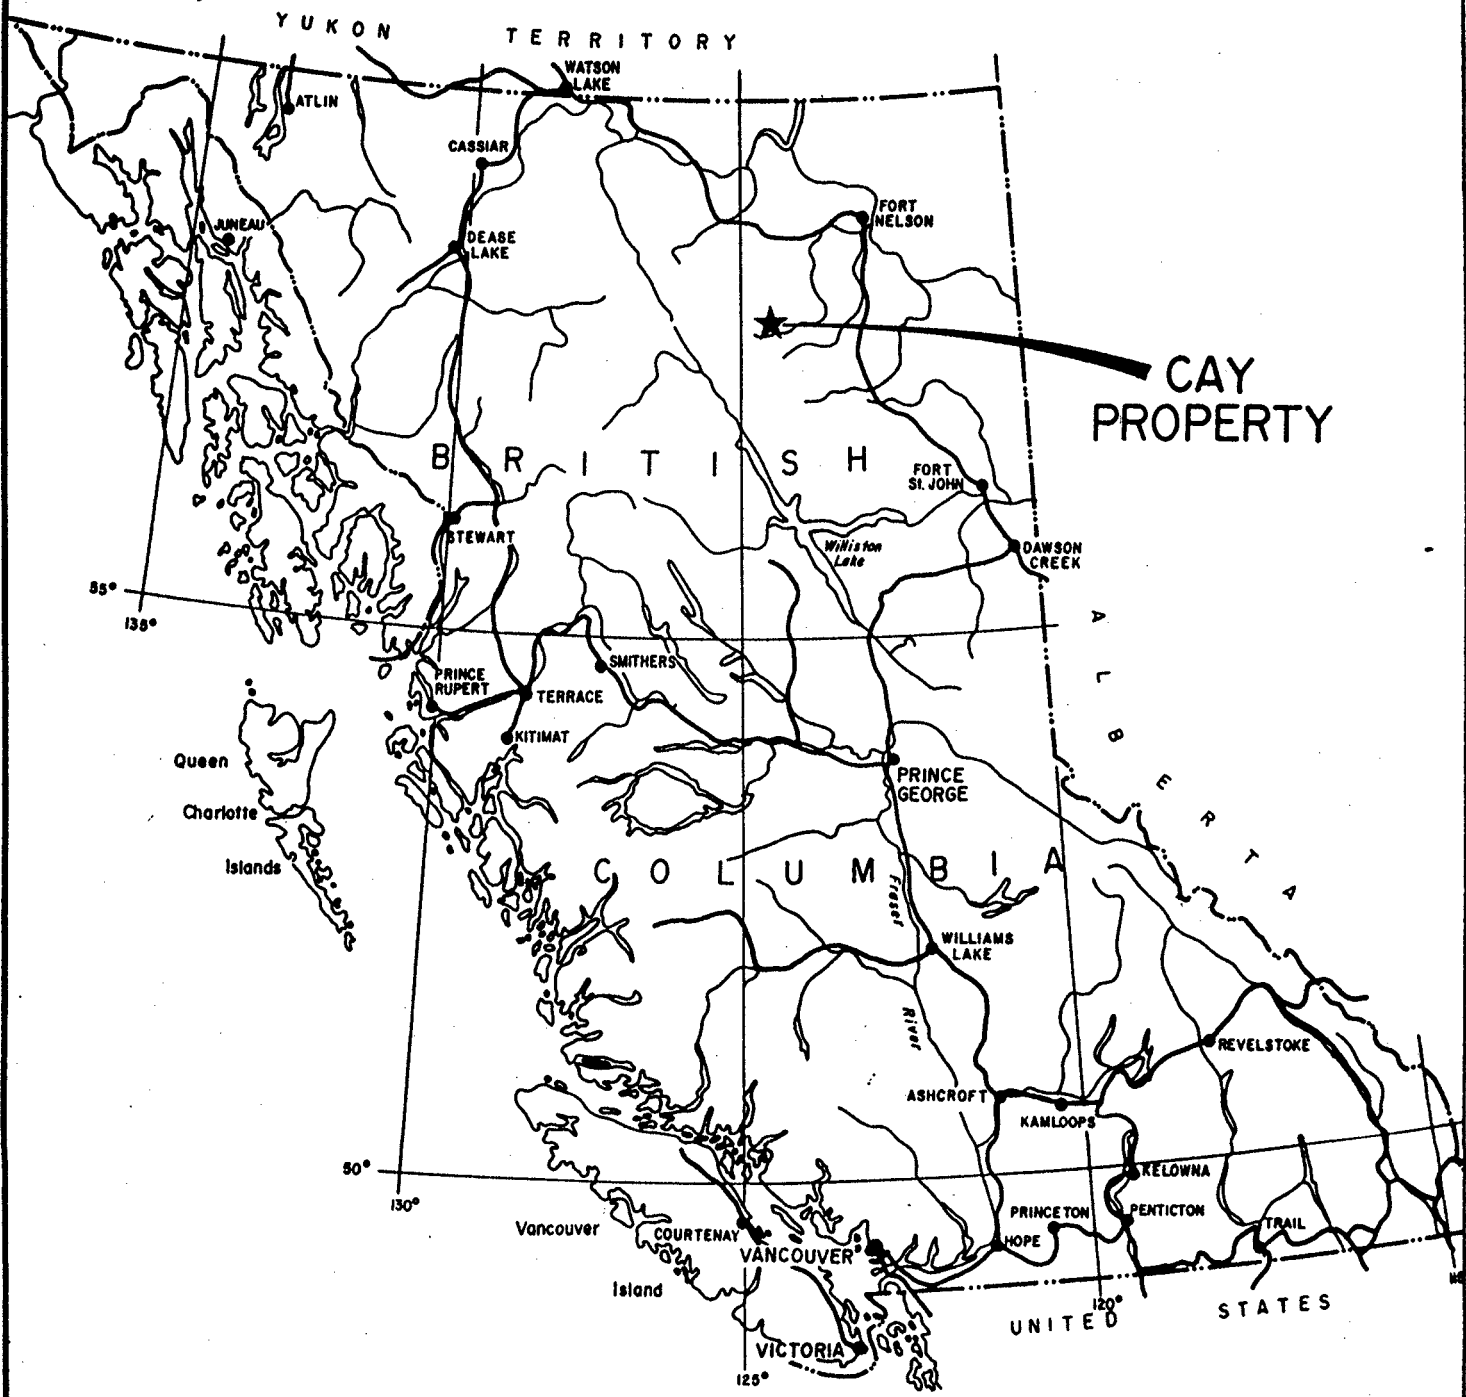 YUKON TERRITORY
WATSON
LAKE
ATLIN
CASSIAR
FORT
NELSON
JUNEAU
DEASE
LAKE
CAY
PROPERTY
BRITISH
FORT
St. JOHN
STEWART
Williston
Lake
DAWSON
CREEK
55°
135°
ALBERTA
SMITHERS
PRINCE
RUPERT
TERRACE
KITIMAT
Queen
Charlotte
Islands
PRINCE
GEORGE
COLUMBIA
Fraser
River
WILLIAMS
LAKE
REVELSTOKE
ASHCROFT
KAMLOOPS
50°
130°
KELOWNA
PRINCETON
PENTICTON
TRAIL
HOPE
Vancouver
Island
COURTENAY
VANCOUVER
120°
UNITED STATES
VICTORIA
125°